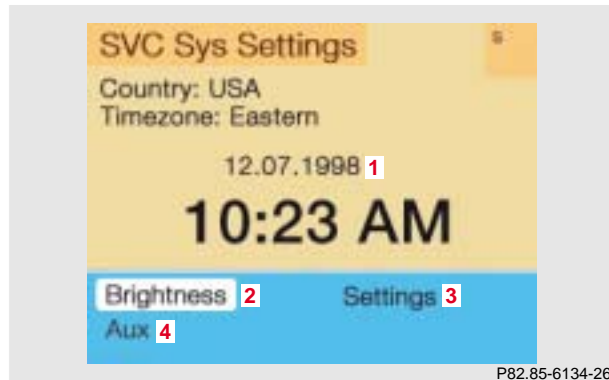 SVC Sys Settings
s
Country: USA
Timezone: Eastern
12.07.1998 1
10:23 AM
Brightness 2 Settings 3
Aux 4
P82.85-6134-26